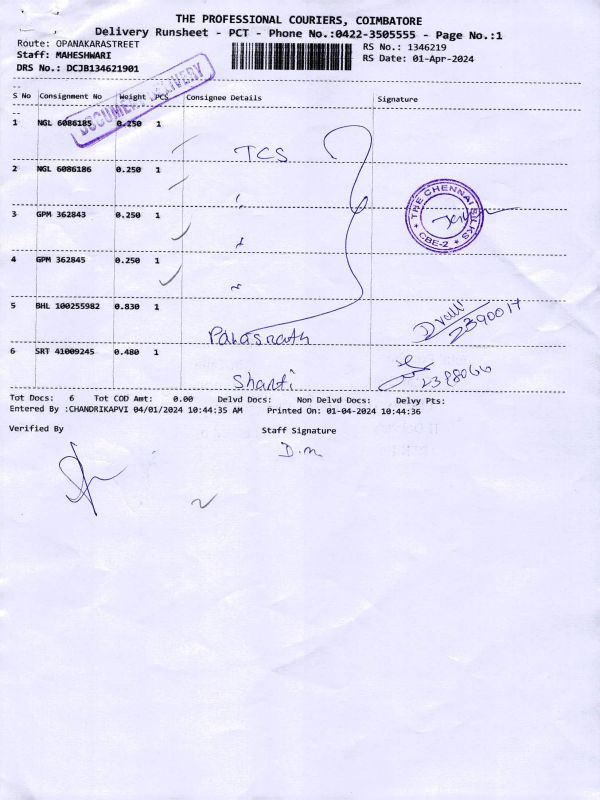 THE PROFESSIONAL COURIERS, COIMBATORE
Delivery Runsheet - PCT - Phone No.:0422-3505555 - Page No.:1
Route: OPANAKARASTREET
RS No.: 1346219
Staff: MAHESHWARI
RS Date: 01-Apr-2024
DRS No.: DCJB134621901
DOCUMENT DELIVERY
S No Consignment No Weight PCS Consignee Details Signature
1 NGL 6086185 0.250 1
TCS
2 NGL 6086186 0.250 1
THE CHENNAI SILKS
* CBE-2 *
3 GPM 362843 0.250 1
4 GPM 362845 0.250 1
5 BHL 100255982 0.830 1
Parasnath
2390017
6 SRT 41009245 0.480 1
Shanti
Tot Docs: 6 Tot COD Amt: 0.00 Delvd Docs: Non Delvd Docs: Delvy Pts:
Entered By :CHANDRIKAPVI 04/01/2024 10:44:35 AM Printed On: 01-04-2024 10:44:36
Verified By Staff Signature
D.m